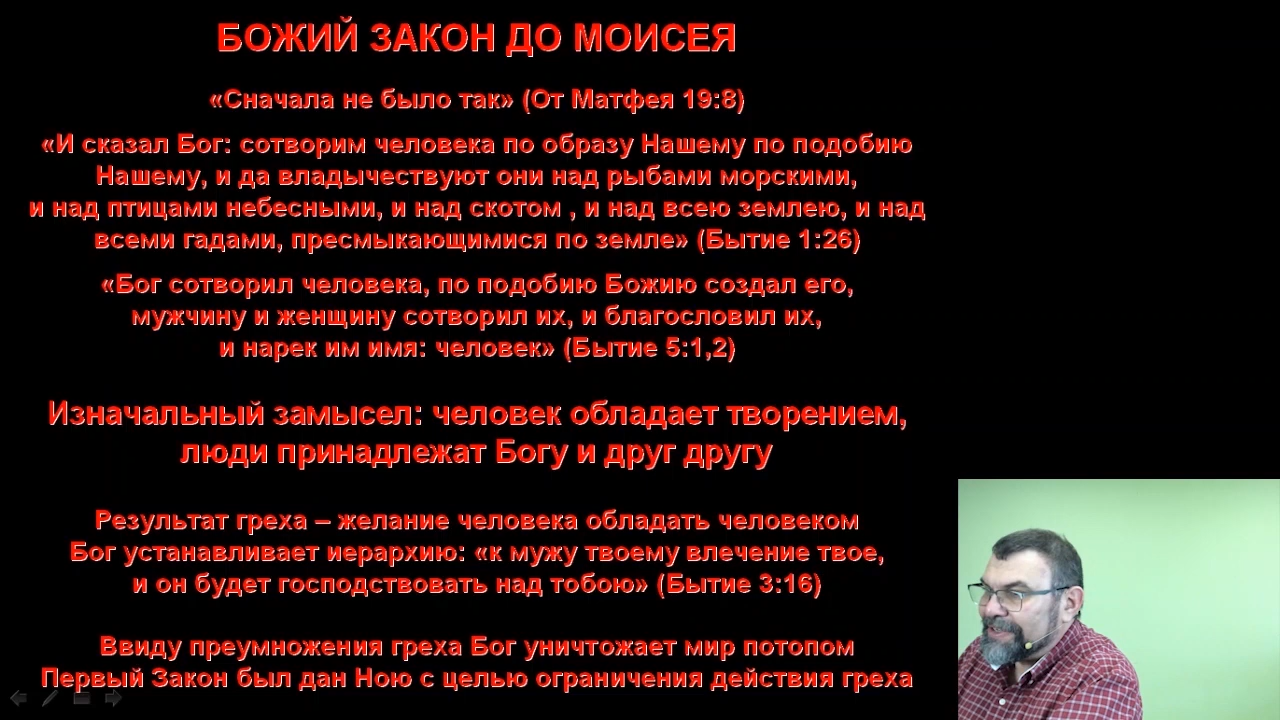 БОЖИЙ ЗАКОН ДО МОИСЕЯ
«Сначала не было так» (От Матфея 19:8)
«И сказал Бог: сотворим человека по образу Нашему по подобию
Нашему, и да владычествуют они над рыбами морскими,
и над птицами небесными, и над скотом , и над всею землею, и над
всеми гадами, пресмыкающимися по земле» (Бытие 1:26)
«Бог сотворил человека, по подобию Божию создал его,
мужчину и женщину сотворил их, и благословил их,
и нарек им имя: человек» (Бытие 5:1,2)
Изначальный замысел: человек обладает творением,
люди принадлежат Богу и друг другу
Результат греха – желание человека обладать человеком
Бог устанавливает иерархию: «к мужу твоему влечение твое,
и он будет господствовать над тобою» (Бытие 3:16)
Ввиду преумножения греха Бог уничтожает мир потопом
Первый Закон был дан Ною с целью ограничения действия греха